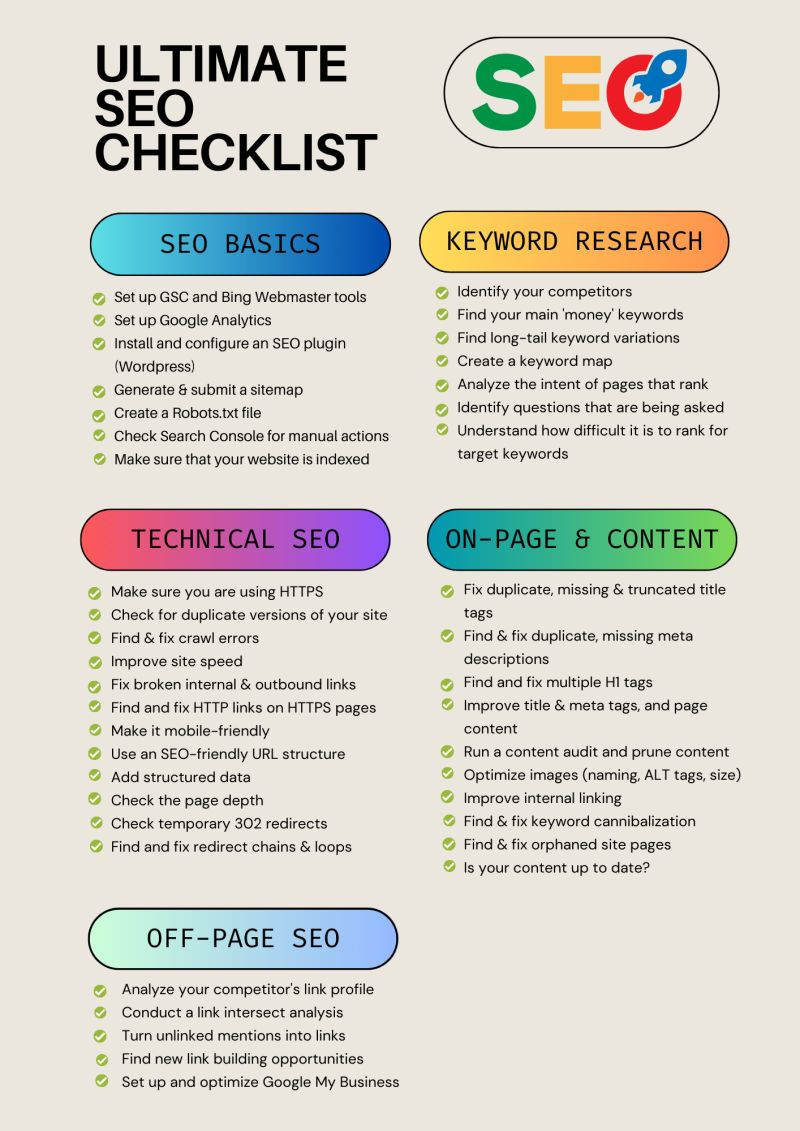 ULTIMATE
SEO
CHECKLIST
SEO
SEO BASICS
Set up GSC and Bing Webmaster tools
Set up Google Analytics
Install and configure an SEO plugin
(Wordpress)
Generate & submit a sitemap
Create a Robots.txt file
Check Search Console for manual actions
Make sure that your website is indexed
KEYWORD RESEARCH
Identify your competitors
Find your main 'money' keywords
Find long-tail keyword variations
Create a keyword map
Analyze the intent of pages that rank
Identify questions that are being asked
Understand how difficult it is to rank for
target keywords
TECHNICAL SEO
Make sure you are using HTTPS
Check for duplicate versions of your site
Find & fix crawl errors
Improve site speed
Fix broken internal & outbound links
Find and fix HTTP links on HTTPS pages
Make it mobile-friendly
Use an SEO-friendly URL structure
Add structured data
Check the page depth
Check temporary 302 redirects
Find and fix redirect chains & loops
ON-PAGE & CONTENT
Fix duplicate, missing & truncated title
tags
Find & fix duplicate, missing meta
descriptions
Find and fix multiple H1 tags
Improve title & meta tags, and page
content
Run a content audit and prune content
Optimize images (naming, ALT tags, size)
Improve internal linking
Find & fix keyword cannibalization
Find & fix orphaned site pages
Is your content up to date?
OFF-PAGE SEO
Analyze your competitor's link profile
Conduct a link intersect analysis
Turn unlinked mentions into links
Find new link building opportunities
Set up and optimize Google My Business